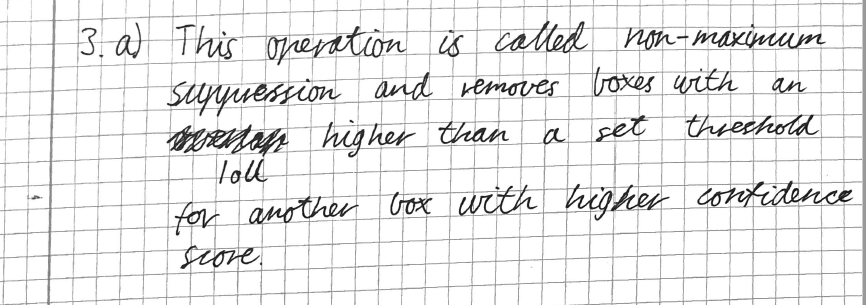 3. a) This operation is called non-maximum
suppression and removes boxes with an
higher than a set threshold
IoU
for another box with higher confidence
score.